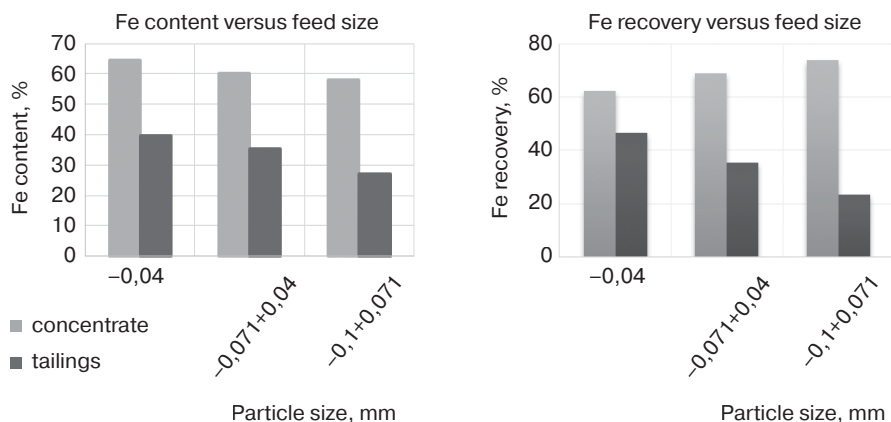 Fe content versus feed size
70
60
50
40
30
20
10
0
Fe content, %
−0,04
−0,071+0,04
−0,1+0,071
concentrate
tailings
Particle size, mm
Fe recovery versus feed size
80
60
40
20
0
Fe recovery, %
−0,04
−0,071+0,04
−0,1+0,071
Particle size, mm